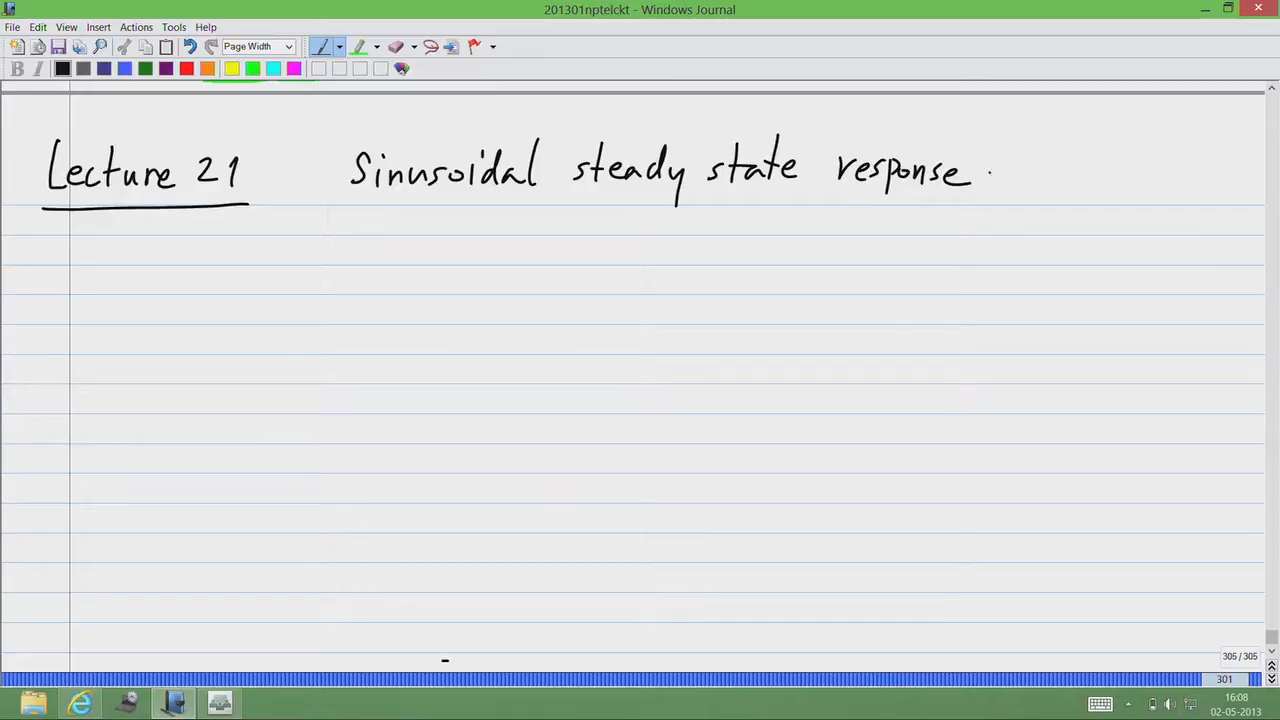 201301nptelckt - Windows Journal
File Edit View Insert Actions Tools Help
Page Width
B I
Lecture 21 Sinusoidal steady state response.
305 / 305
301
16:08
02-05-2013